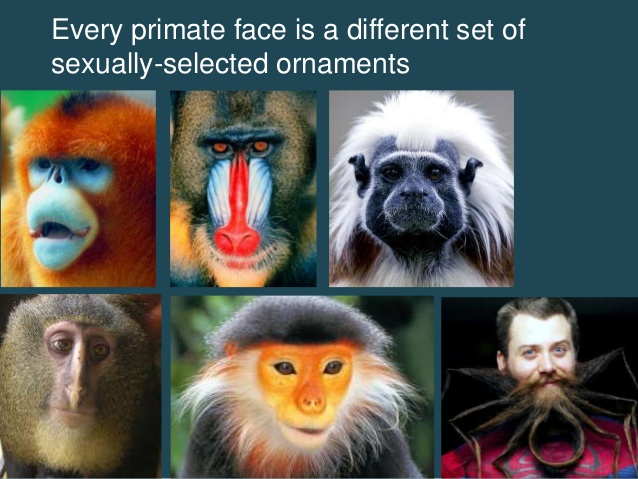 Every primate face is a different set of
sexually-selected ornaments